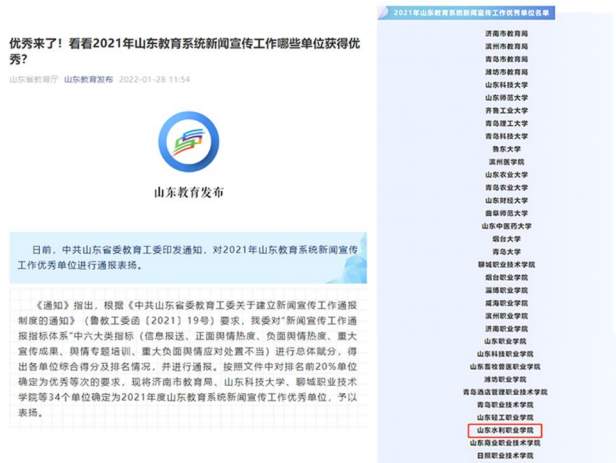 优秀来了！看看2021年山东教育系统新闻宣传工作哪些单位获得优
秀？
山东省教育厅 山东教育发布 2022-01-28 11:54
山东教育发布
日前，中共山东省委教育工委印发通知，对2021年山东教育系统新闻宣传
工作优秀单位进行通报表扬。
《通知》指出，根据《中共山东省委教育工委关于建立新闻宣传工作通报
制度的通知》（鲁教工委函〔2021〕19号）要求，我委对“新闻宣传工作通
报指标体系”中六大类指标（信息报送、正面舆情热度、负面舆情热度、重大
宣传成果、舆情专题培训、重大负面舆情应对处置不当）进行总体赋分，得
出各单位综合得分及排名情况，并进行通报。按照文件中对排名前20%单位
确定为优秀等次的要求，现将济南市教育局、山东科技大学、聊城职业技术
学院等34个单位确定为2021年度山东教育系统新闻宣传工作优秀单位，予以
表扬。
2021年山东教育系统新闻宣传工作优秀单位名单
济南市教育局
滨州市教育局
青岛市教育局
潍坊市教育局
山东科技大学
山东师范大学
齐鲁工业大学
青岛理工大学
青岛科技大学
鲁东大学
滨州医学院
山东农业大学
青岛农业大学
山东财经大学
曲阜师范大学
山东中医药大学
烟台大学
青岛大学
聊城职业技术学院
烟台职业学院
淄博职业学院
威海职业学院
滨州职业学院
济南职业学院
山东职业学院
山东科技职业学院
山东畜牧兽医职业学院
潍坊职业学院
青岛酒店管理职业技术学院
青岛职业技术学院
山东轻工职业学院
山东水利职业学院
山东商业职业技术学院
日照职业技术学院